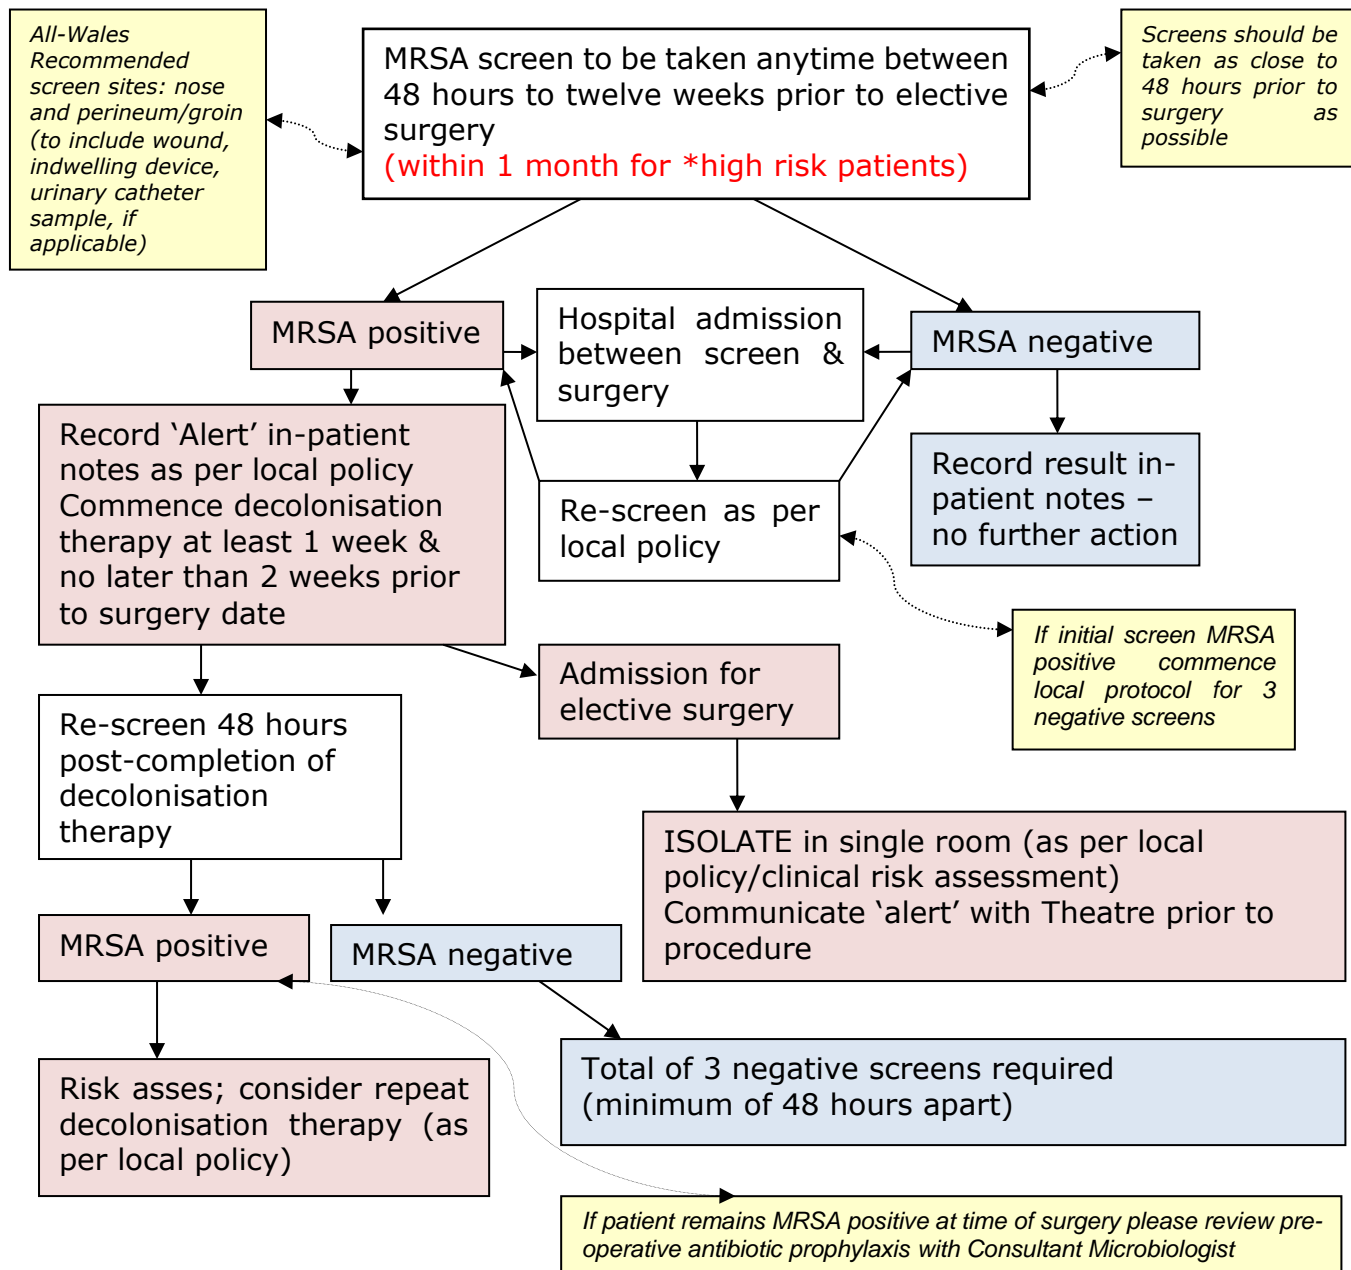 All-Wales
Recommended
screen sites: nose
and perineum/groin
(to include wound,
indwelling device,
urinary catheter
sample, if
applicable)
MRSA screen to be taken anytime between
48 hours to twelve weeks prior to elective
surgery
(within 1 month for *high risk patients)
Screens should be
taken as close to
48 hours prior to
surgery as
possible
MRSA positive
Hospital admission
between screen &
surgery
MRSA negative
Record ‘Alert’ in-patient
notes as per local policy
Commence decolonisation
therapy at least 1 week &
no later than 2 weeks prior
to surgery date
Re-screen as per
local policy
Record result in-
patient notes –
no further action
If initial screen MRSA
positive commence
local protocol for 3
negative screens
Admission for
elective surgery
Re-screen 48 hours
post-completion of
decolonisation
therapy
ISOLATE in single room (as per local
policy/clinical risk assessment)
Communicate ‘alert’ with Theatre prior to
procedure
MRSA positive
MRSA negative
Risk asses; consider repeat
decolonisation therapy (as
per local policy)
Total of 3 negative screens required
(minimum of 48 hours apart)
If patient remains MRSA positive at time of surgery please review pre-
operative antibiotic prophylaxis with Consultant Microbiologist